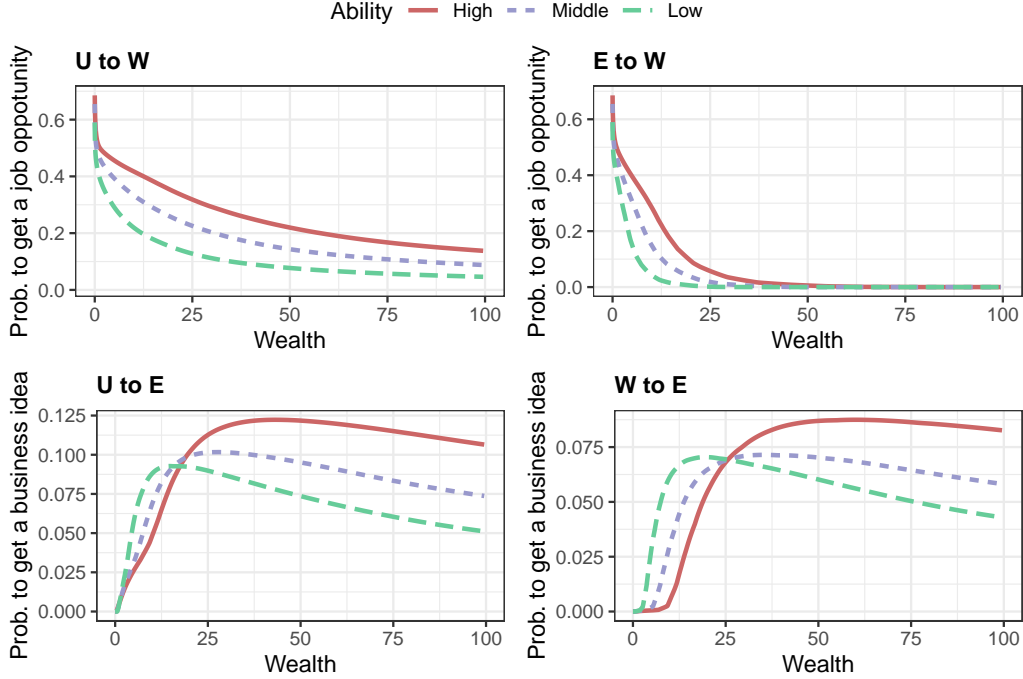 Ability High Middle Low
U to W
Prob. to get a job oppotunity
0.6
0.4
0.2
0.0
0 25 50 75 100
Wealth
E to W
Prob. to get a job oppotunity
0.6
0.4
0.2
0.0
0 25 50 75 100
Wealth
U to E
Prob. to get a business idea
0.125
0.100
0.075
0.050
0.025
0.000
0 25 50 75 100
Wealth
W to E
Prob. to get a business idea
0.075
0.050
0.025
0.000
0 25 50 75 100
Wealth